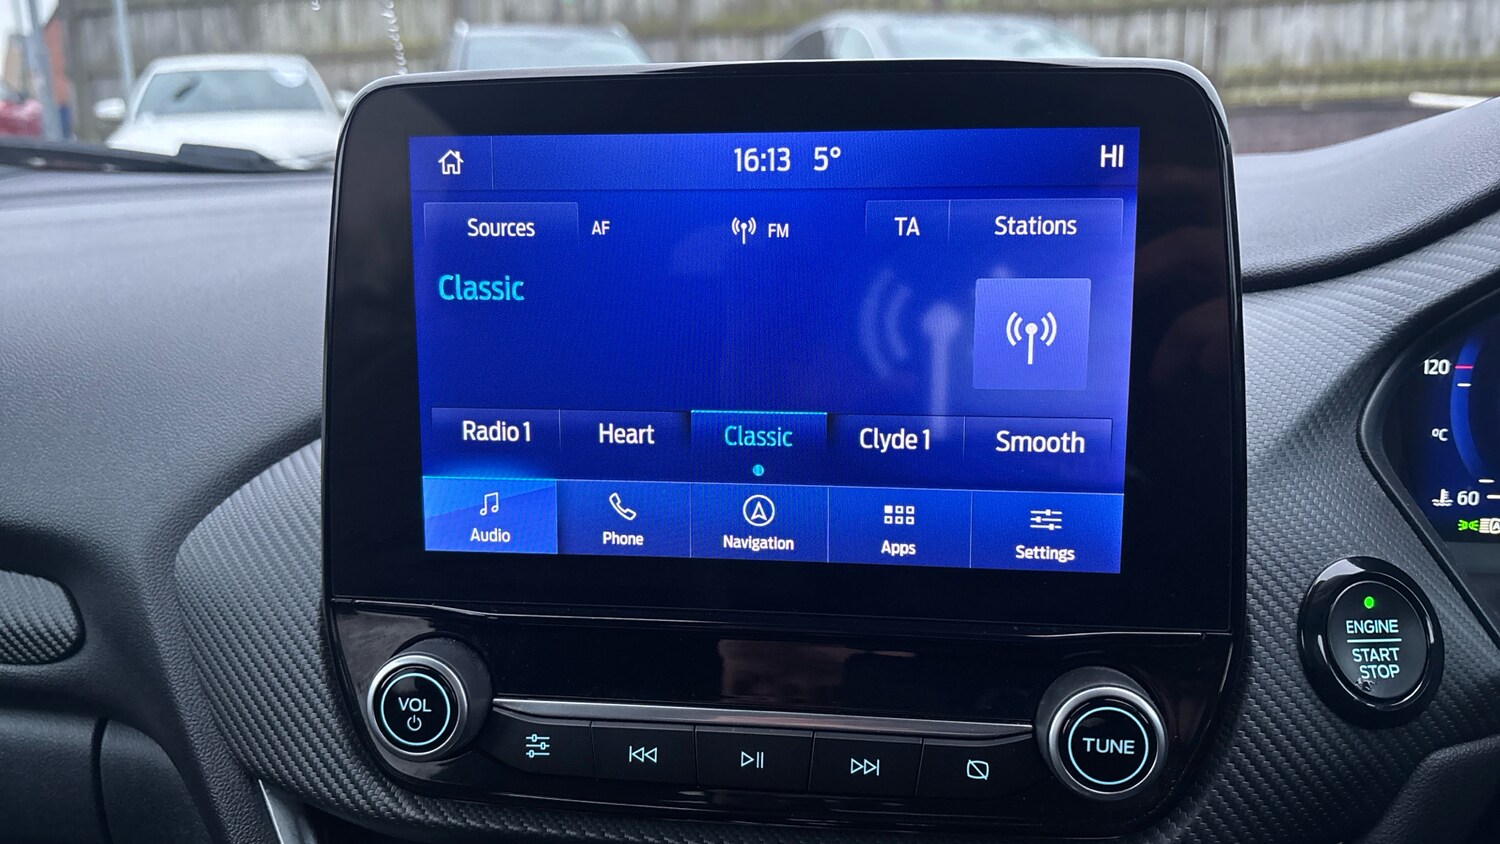 16:13 5° HI
Sources AF FM TA Stations
Classic
Radio 1 Heart Classic Clyde 1 Smooth
Audio Phone Navigation Apps Settings
120
°C
60
ENGINE
START
STOP
VOL
TUNE